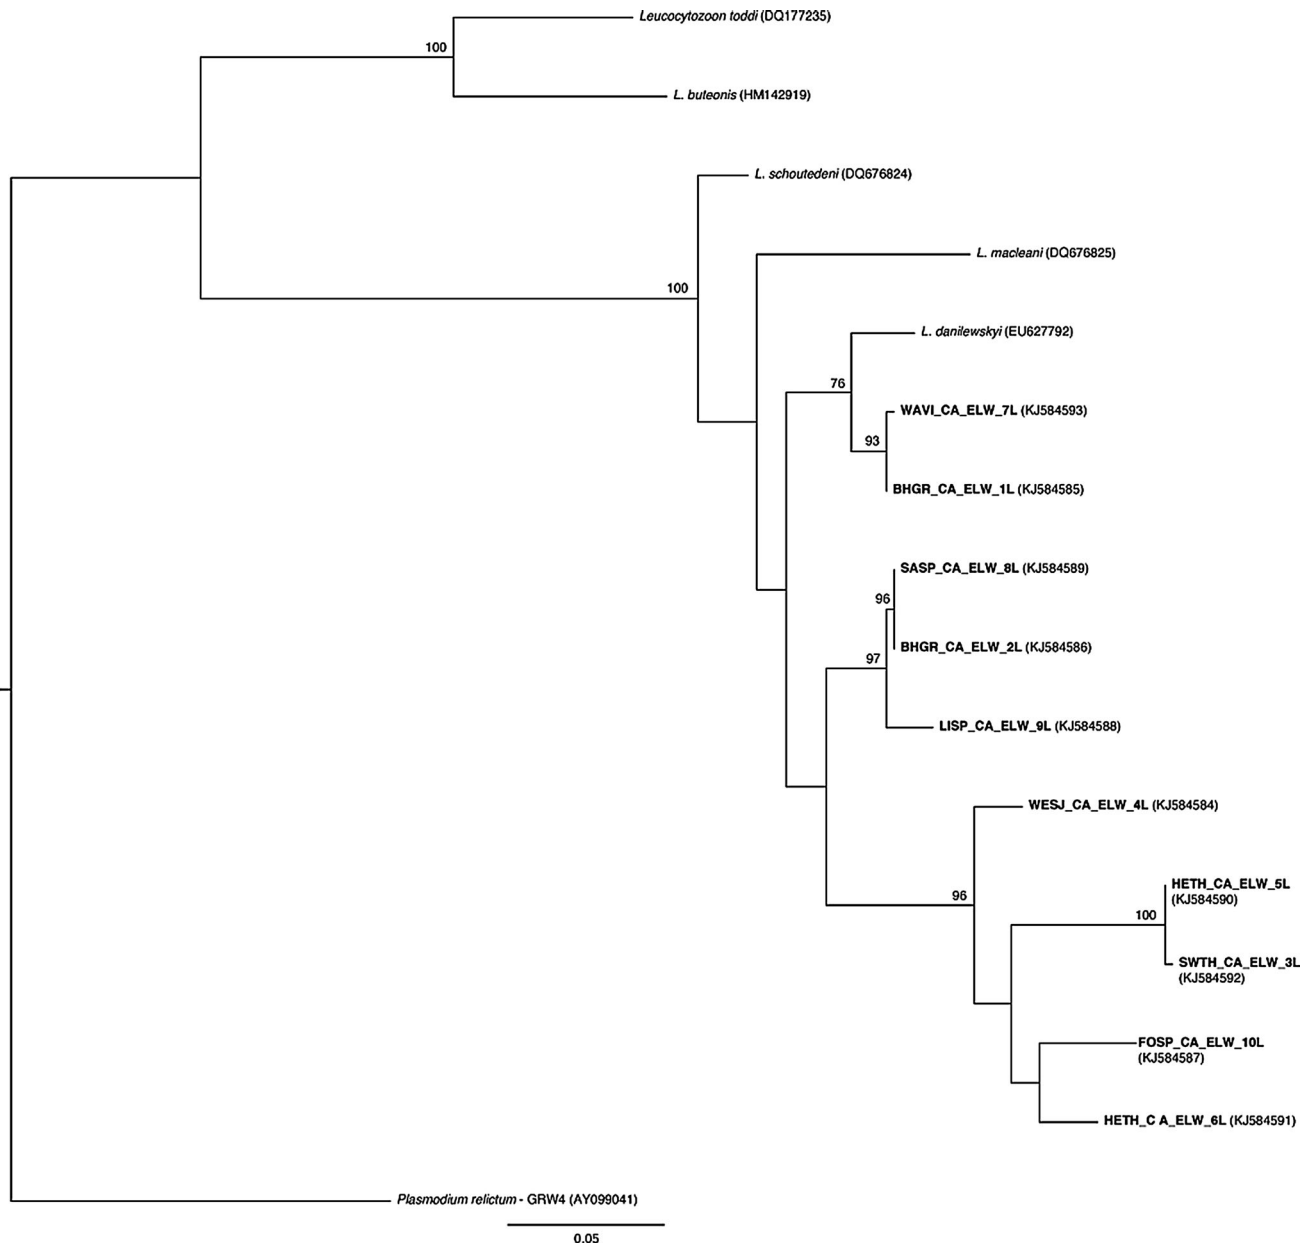 Leucocytozoon toddi (DQ177235)
100
L. buteonis (HM142919)
L. schoutedeni (DQ676824)
L. macleani (DQ676825)
100
L. danilewskyi (EU627792)
76
WAVI_CA_ELW_7L (KJ584593)
93
BHGR_CA_ELW_1L (KJ584585)
SASP_CA_ELW_8L (KJ584589)
96
BHGR_CA_ELW_2L (KJ584586)
97
LISP_CA_ELW_9L (KJ584588)
WESJ_CA_ELW_4L (KJ584584)
HETH_CA_ELW_5L
(KJ584590)
96
100
SWTH_CA_ELW_3L
(KJ584592)
FOSP_CA_ELW_10L
(KJ584587)
HETH_C A_ELW_6L (KJ584591)
Plasmodium relictum - GRW4 (AY099041)
0.05